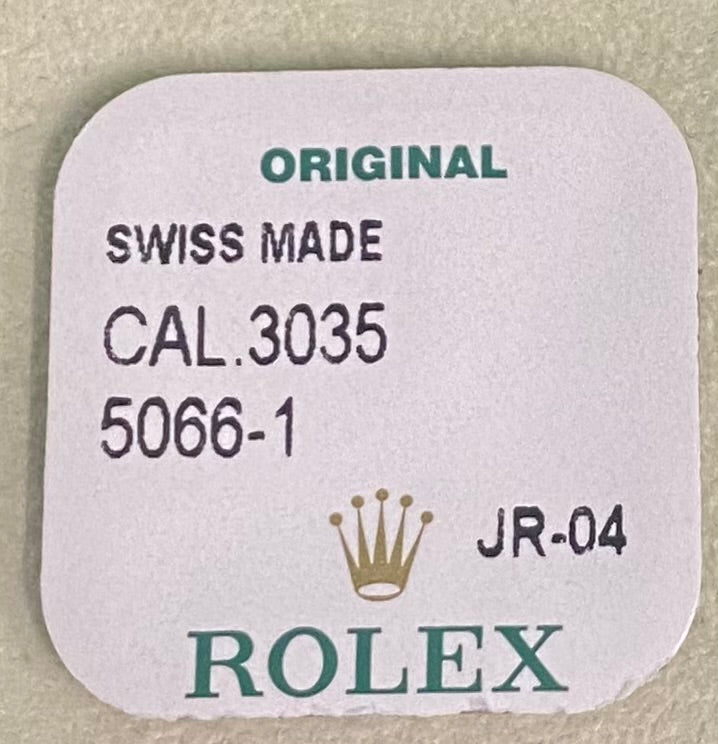 ORIGINAL
SWISS MADE
CAL.3035
5066-1
JR-04
ROLEX